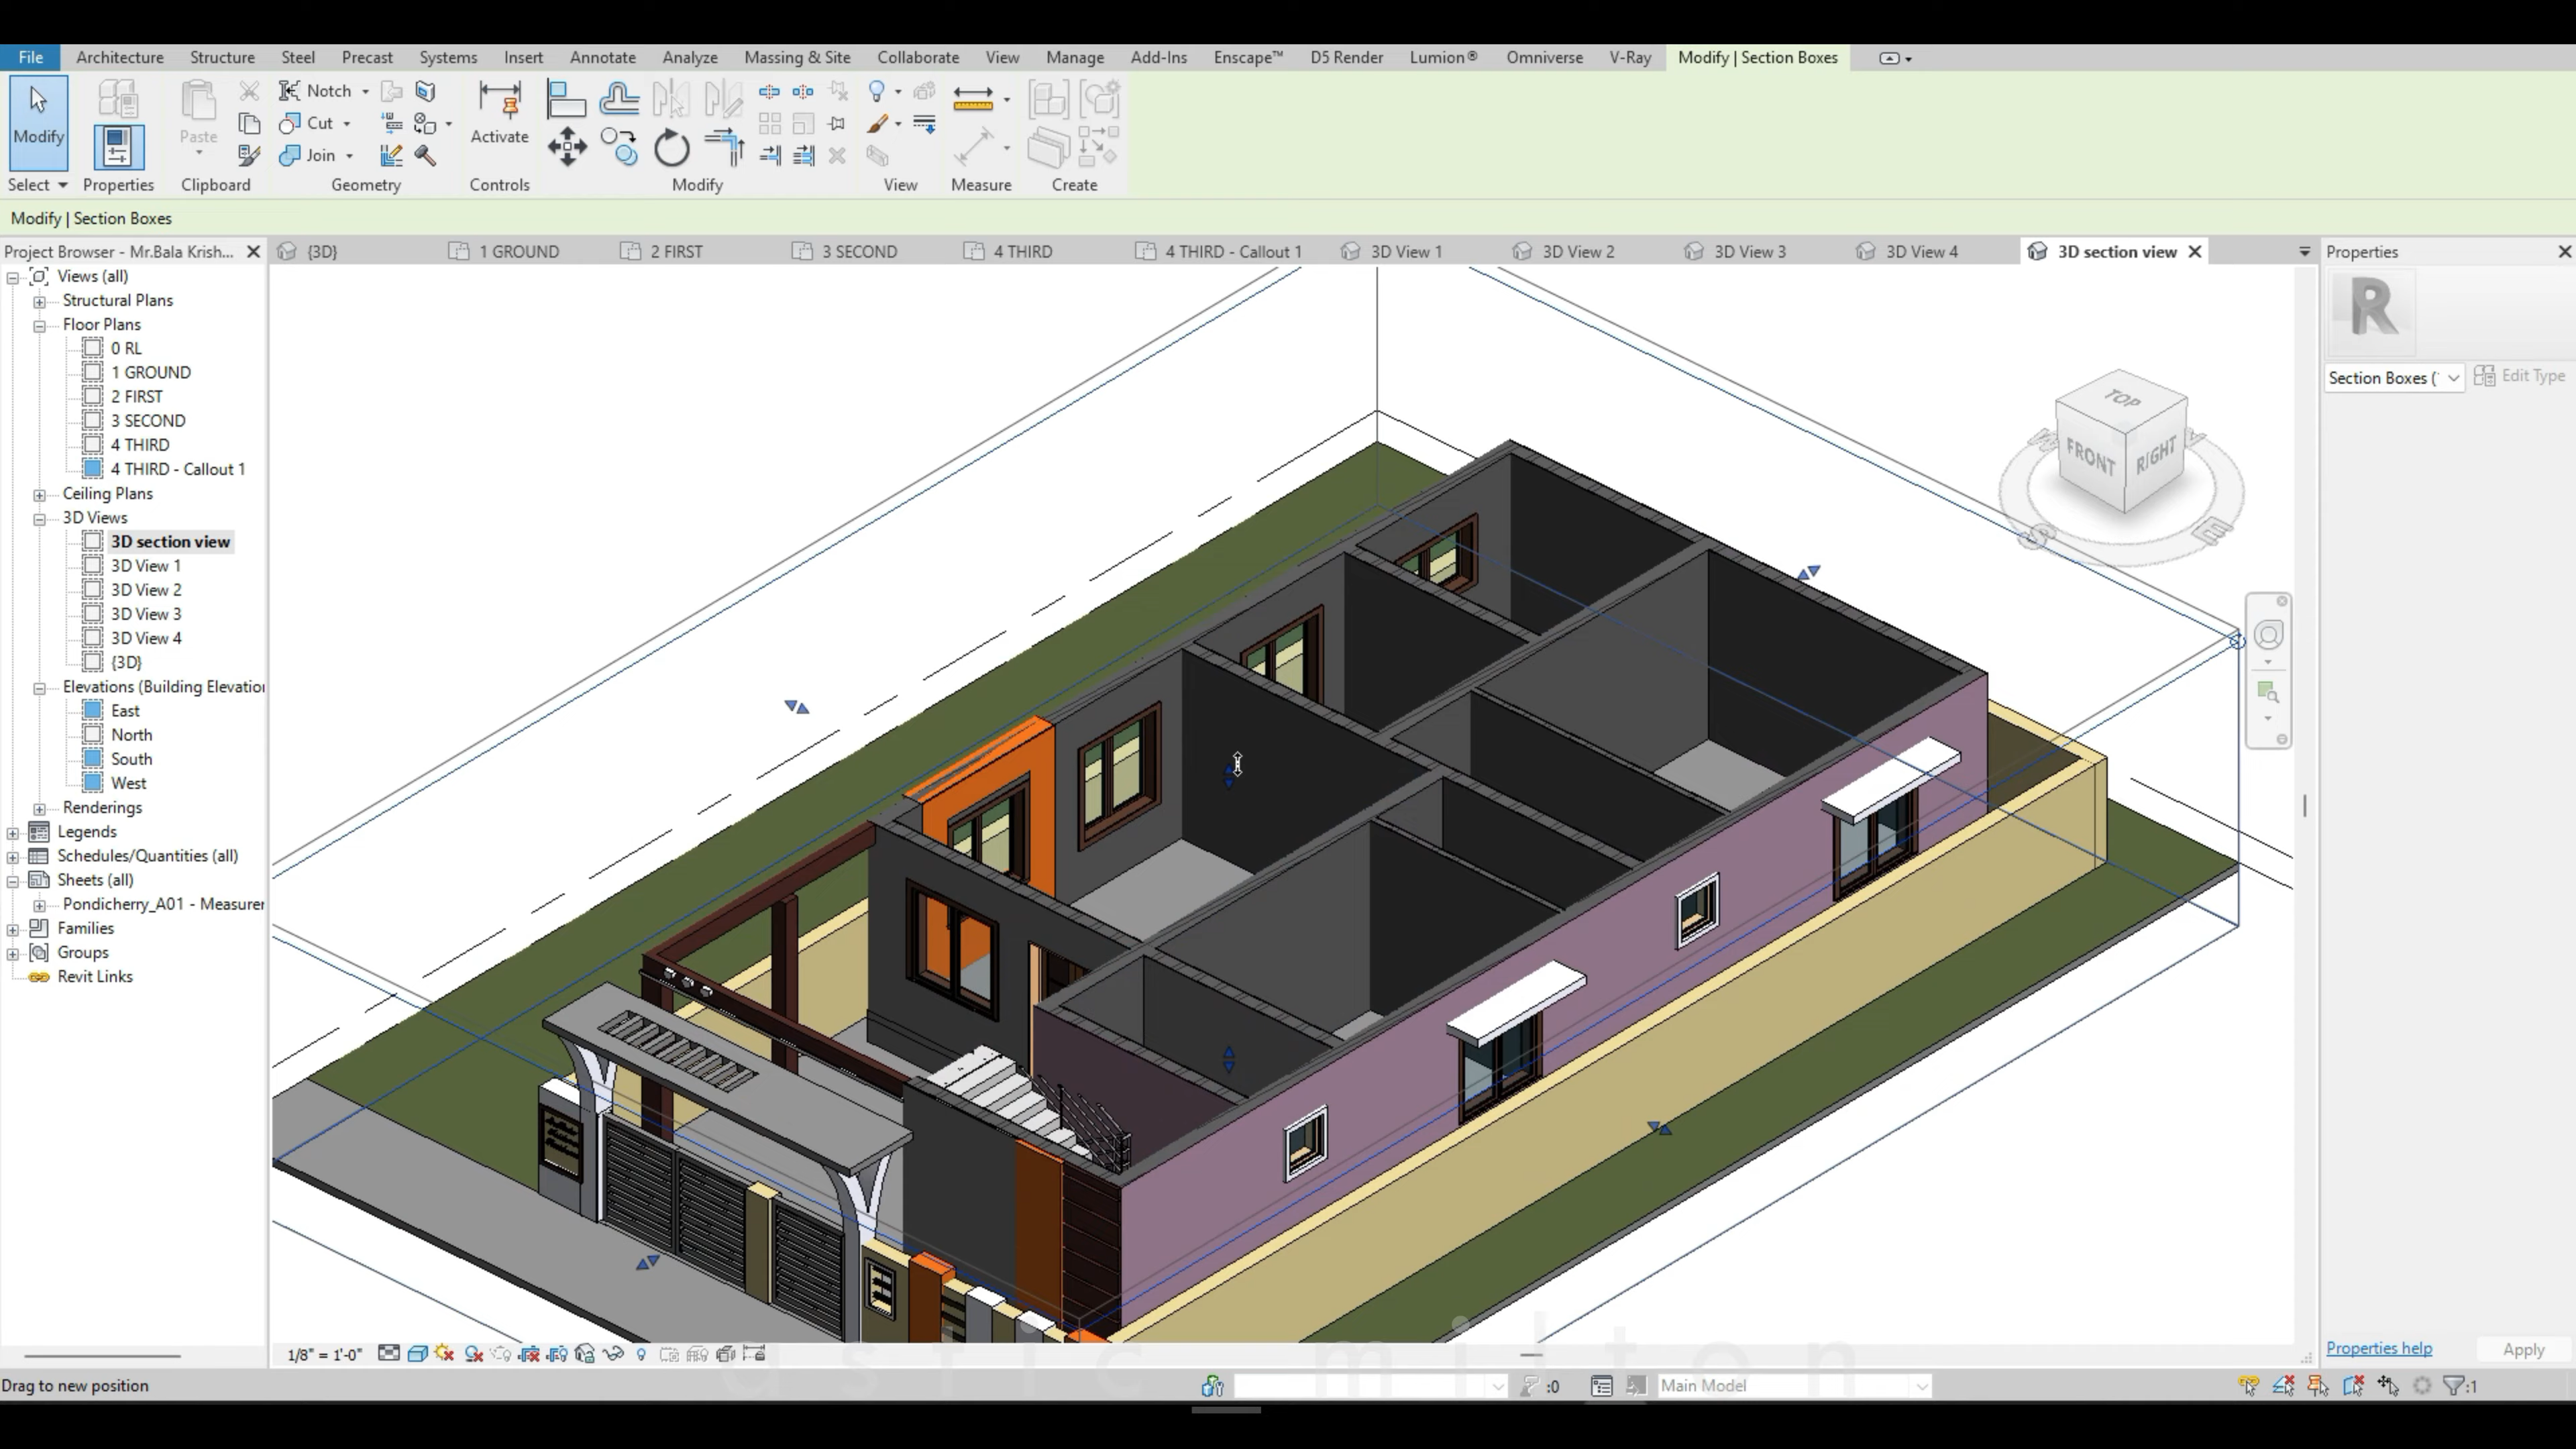 File Architecture Structure Steel Precast Systems Insert Annotate Analyze Massing & Site Collaborate View Manage Add-Ins Enscape™ D5 Render Lumion® Omniverse V-Ray Modify | Section Boxes
Modify
Paste
Notch
Cut
Join
Activate
Select Properties Clipboard Geometry Controls Modify View Measure Create
Modify | Section Boxes
Project Browser - Mr.Bala Krish...
{3D} 1 GROUND 2 FIRST 3 SECOND 4 THIRD 4 THIRD - Callout 1 3D View 1 3D View 2 3D View 3 3D View 4 3D section view
Properties
Views (all)
Structural Plans
Floor Plans
0 RL
1 GROUND
2 FIRST
3 SECOND
4 THIRD
4 THIRD - Callout 1
Ceiling Plans
3D Views
3D section view
3D View 1
3D View 2
3D View 3
3D View 4
{3D}
Elevations (Building Elevation
East
North
South
West
Renderings
Legends
Schedules/Quantities (all)
Sheets (all)
Pondicherry_A01 - Measurer
Families
Groups
Revit Links
TOP
FRONT
RIGHT
S
E
R
Section Boxes (
Edit Type
Properties help
Apply
1/8" = 1'-0"
Drag to new position
:0
Main Model
:1